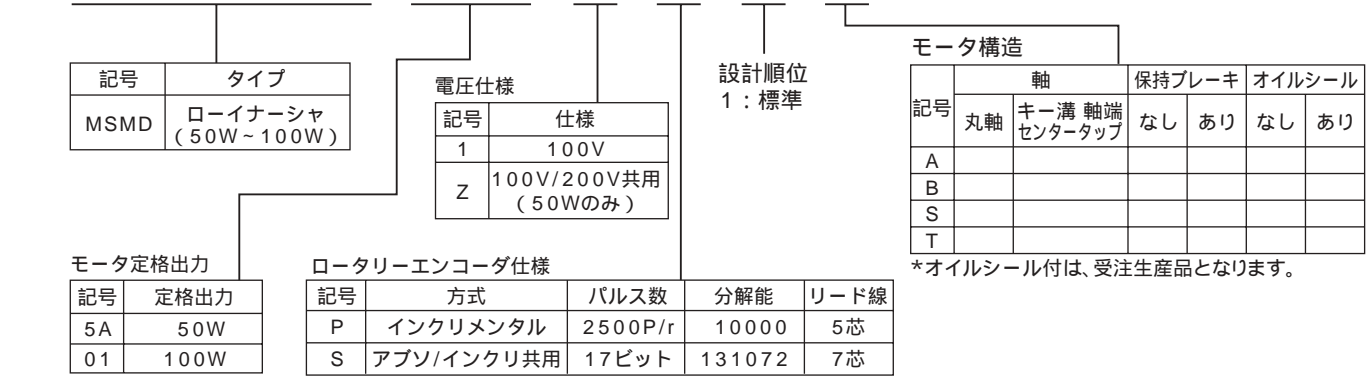 記号 タイプ
MSMD ローイナーシャ
(50W~100W)
電圧仕様
記号 仕様
1 100V
Z 100V/200V共用
(50Wのみ)
設計順位
1:標準
モータ構造
記号 軸 保持ブレーキ オイルシール
丸軸 キー溝 軸端 センタータップ なし あり なし あり
A
B
S
T
*オイルシール付は、受注生産品となります。
モータ定格出力
記号 定格出力
5A 50W
01 100W
ロータリーエンコーダ仕様
記号 方式 パルス数 分解能 リード線
P インクリメンタル 2500P/r 10000 5芯
S アブソ/インクリ共用 17ビット 131072 7芯